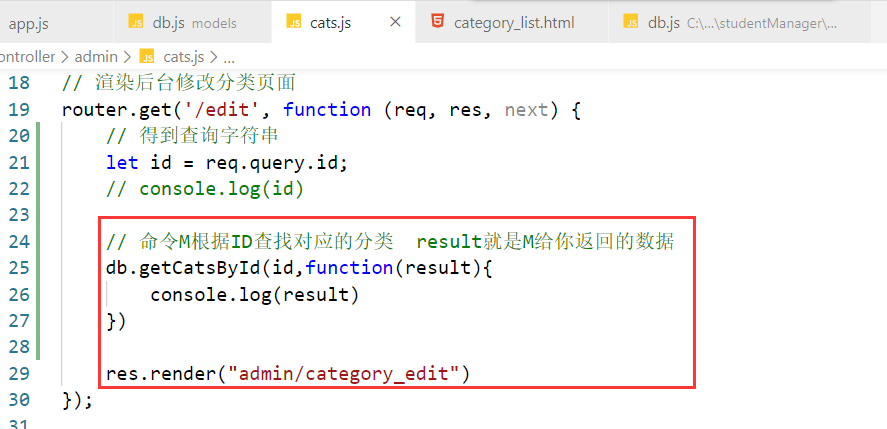 app.js JS db.js models JS cats.js × 5 category_list.html JS db.js C:\...\studentManager\...
ontroller > admin > JS cats.js > ...
18 // 渲染后台修改分类页面
19 router.get('/edit', function (req, res, next) {
20 // 得到查询字符串
21 let id = req.query.id;
22 // console.log(id)
23
24 // 命令M根据ID查找对应的分类 result就是M给你返回的数据
25 db.getCatsById(id,function(result){
26 console.log(result)
27 })
28
29 res.render("admin/category_edit")
30 });
31